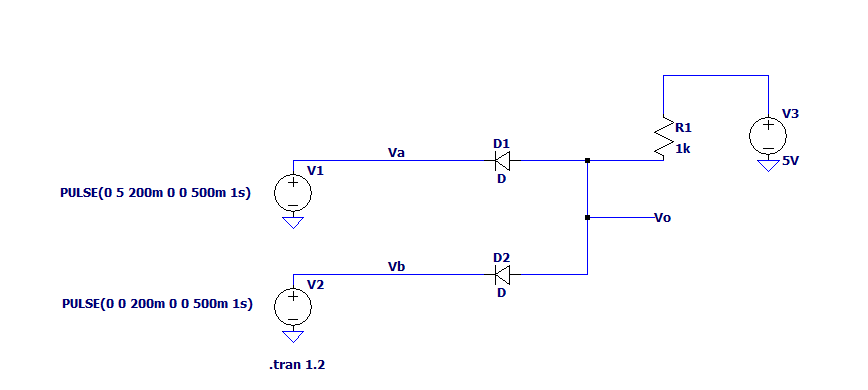 V3
R1
1k
5V
D1
Va
D
V1
PULSE(0 5 200m 0 0 500m 1s)
Vo
D2
Vb
D
V2
PULSE(0 0 200m 0 0 500m 1s)
.tran 1.2